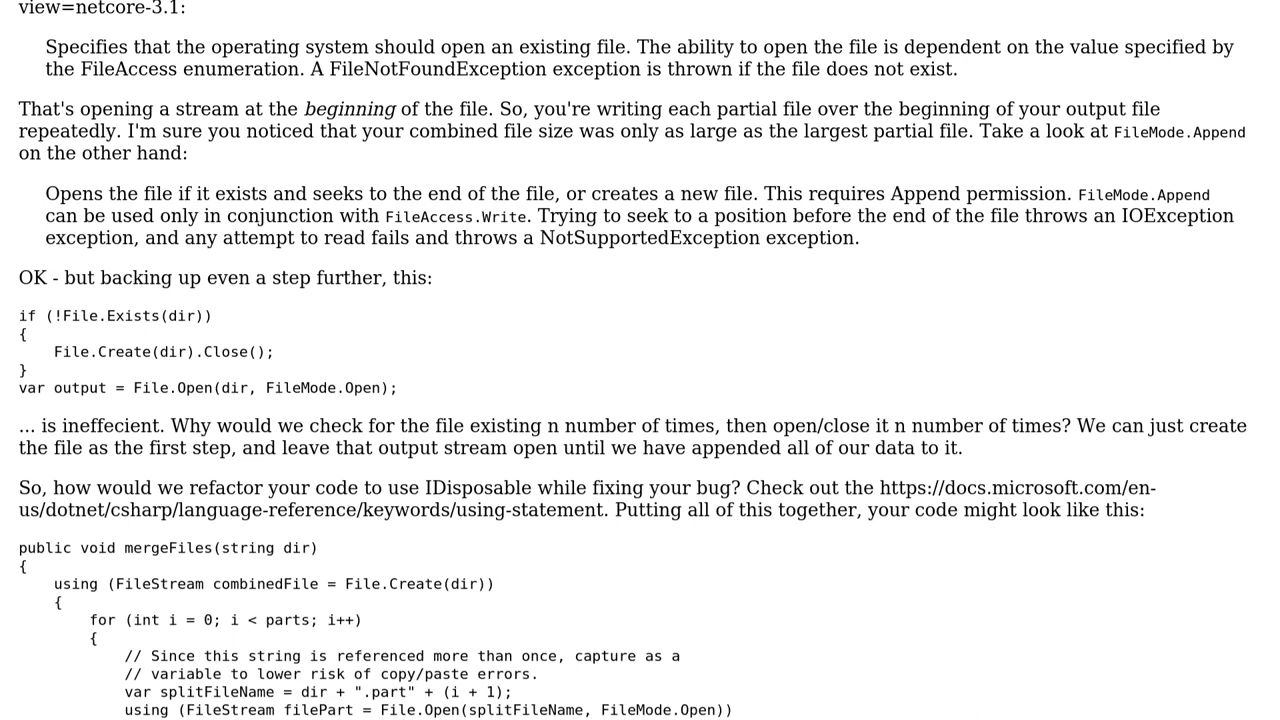 view=netcore-3.1:
Specifies that the operating system should open an existing file. The ability to open the file is dependent on the value specified by
the FileAccess enumeration. A FileNotFoundException exception is thrown if the file does not exist.
That's opening a stream at the beginning of the file. So, you're writing each partial file over the beginning of your output file
repeatedly. I'm sure you noticed that your combined file size was only as large as the largest partial file. Take a look at FileMode.Append
on the other hand:
Opens the file if it exists and seeks to the end of the file, or creates a new file. This requires Append permission. FileMode.Append
can be used only in conjunction with FileAccess.Write. Trying to seek to a position before the end of the file throws an IOException
exception, and any attempt to read fails and throws a NotSupportedException exception.
OK - but backing up even a step further, this:
if (!File.Exists(dir))
{
    File.Create(dir).Close();
}
var output = File.Open(dir, FileMode.Open);
... is ineffecient. Why would we check for the file existing n number of times, then open/close it n number of times? We can just create
the file as the first step, and leave that output stream open until we have appended all of our data to it.
So, how would we refactor your code to use IDisposable while fixing your bug? Check out the https://docs.microsoft.com/en-
us/dotnet/csharp/language-reference/keywords/using-statement. Putting all of this together, your code might look like this:
public void mergeFiles(string dir)
{
    using (FileStream combinedFile = File.Create(dir))
    {
        for (int i = 0; i < parts; i++)
        {
            // Since this string is referenced more than once, capture as a
            // variable to lower risk of copy/paste errors.
            var splitFileName = dir + ".part" + (i + 1);
            using (FileStream filePart = File.Open(splitFileName, FileMode.Open))